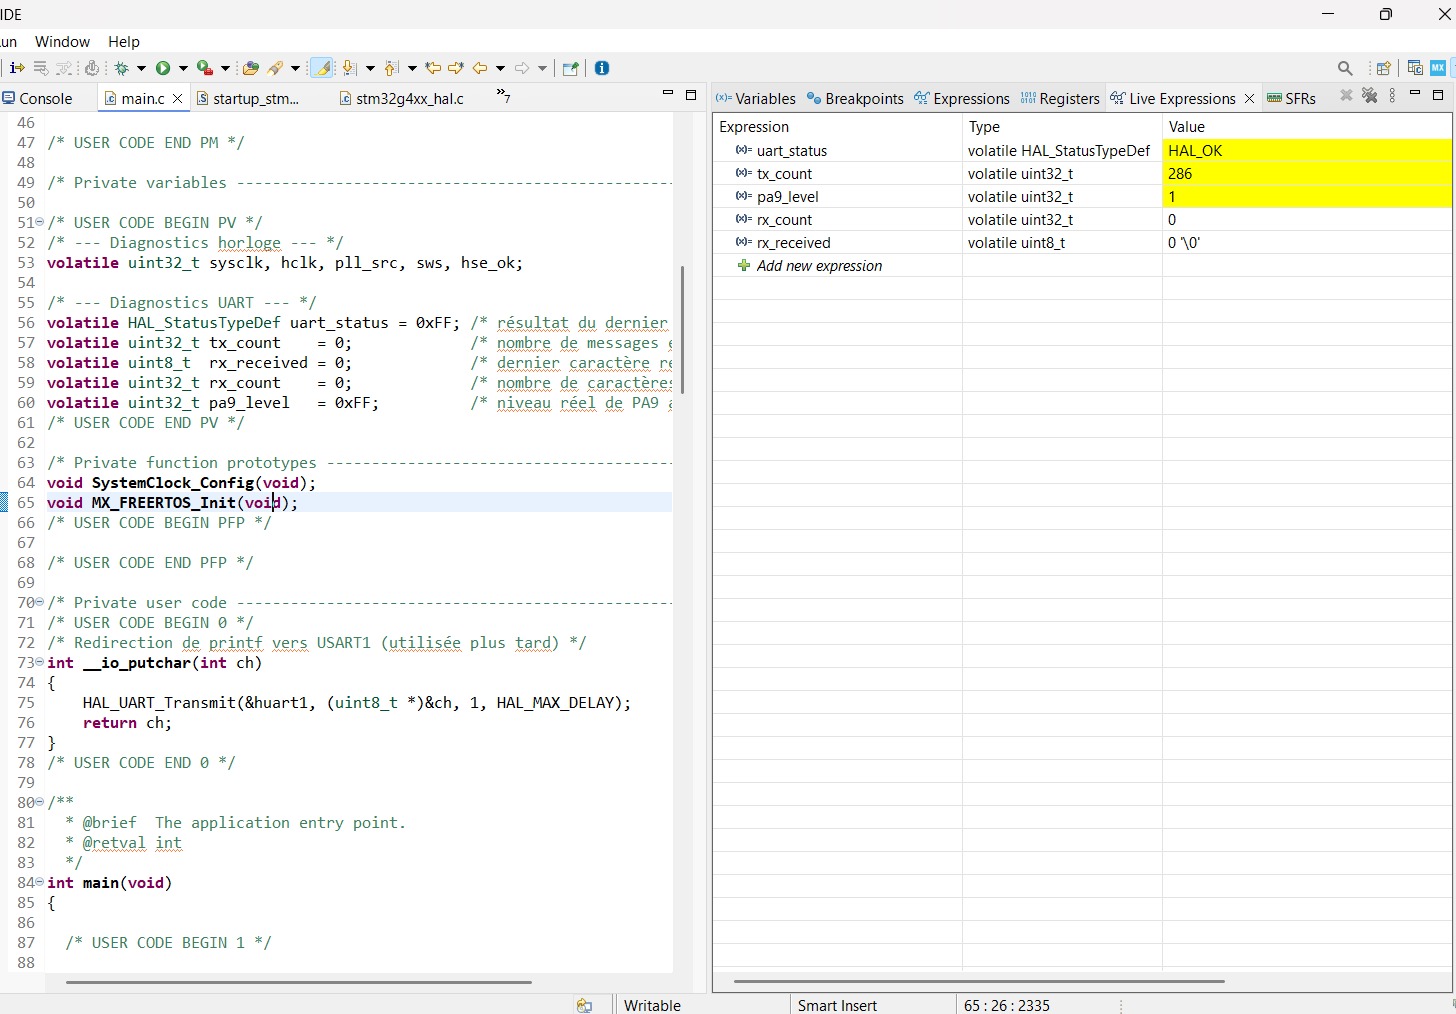 IDE
un Window Help
Console main.c startup_stm... stm32g4xx_hal.c »7
46
47 /* USER CODE END PM */
48
49 /* Private variables ---
50
51 /* USER CODE BEGIN PV */
52 /* --- Diagnostics horloge --- */
53 volatile uint32_t sysclk, hclk, pll_src, sws, hse_ok;
54
55 /* --- Diagnostics UART --- */
56 volatile HAL_StatusTypeDef uart_status = 0xFF; /* résultat du dernier
57 volatile uint32_t tx_count = 0; /* nombre de messages
58 volatile uint8_t rx_received = 0; /* dernier caractère
59 volatile uint32_t rx_count = 0; /* nombre de caractères
60 volatile uint32_t pa9_level = 0xFF; /* niveau réel de PA9
61 /* USER CODE END PV */
62
63 /* Private function prototypes ---
64 void SystemClock_Config(void);
65 void MX_FREERTOS_Init(void);
66 /* USER CODE BEGIN PFP */
67
68 /* USER CODE END PFP */
69
70 /* Private user code ---
71 /* USER CODE BEGIN 0 */
72 /* Redirection de printf vers USART1 (utilisée plus tard) */
73 int __io_putchar(int ch)
74 {
75 HAL_UART_Transmit(&huart1, (uint8_t *)&ch, 1, HAL_MAX_DELAY);
76 return ch;
77 }
78 /* USER CODE END 0 */
79
80 /**
81 * @brief The application entry point.
82 * @retval int
83 */
84 int main(void)
85 {
86
87 /* USER CODE BEGIN 1 */
88
(x)= Variables Breakpoints Expressions Registers Live Expressions SFRs
Expression Type Value
(x)= uart_status volatile HAL_StatusTypeDef HAL_OK
(x)= tx_count volatile uint32_t 286
(x)= pa9_level volatile uint32_t 1
(x)= rx_count volatile uint32_t 0
(x)= rx_received volatile uint8_t 0 '\0'
Add new expression
MX
Writable Smart Insert 65 : 26 : 2335